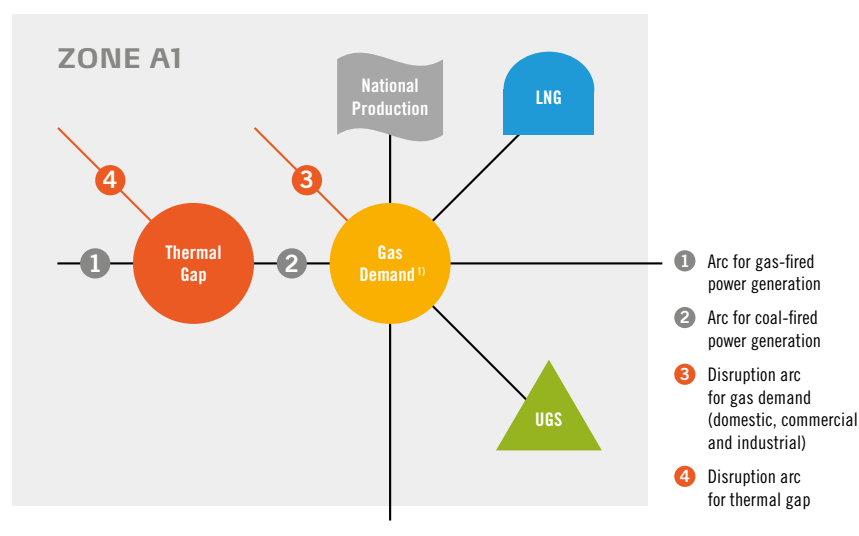 ZONE A1
National
Production
LNG
4
3
1
Thermal
Gap
2
Gas
Demand 1)
UGS
1 Arc for gas-fired
power generation
2 Arc for coal-fired
power generation
3 Disruption arc
for gas demand
(domestic, commercial
and industrial)
4 Disruption arc
for thermal gap